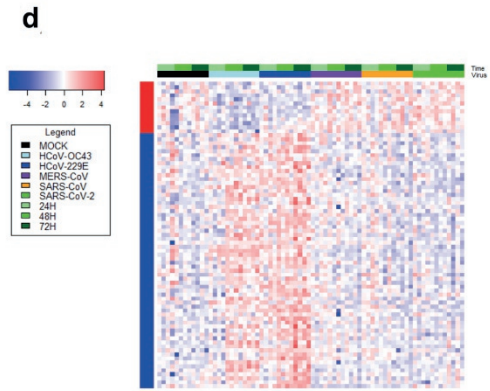 d
Time
Virus
-4 -2 0 2 4
Legend
MOCK
HCoV-OC43
HCoV-229E
MERS-CoV
SARS-CoV
SARS-CoV-2
24H
48H
72H